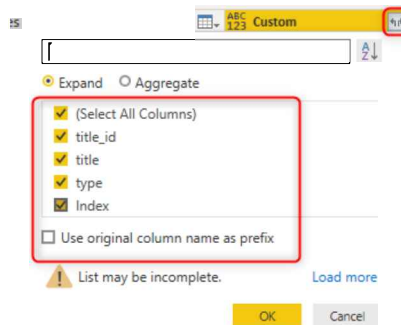 es
ABC 123 Custom
A Z
Expand Aggregate
(Select All Columns)
title_id
title
type
Index
Use original column name as prefix
List may be incomplete. Load more
OK Cancel